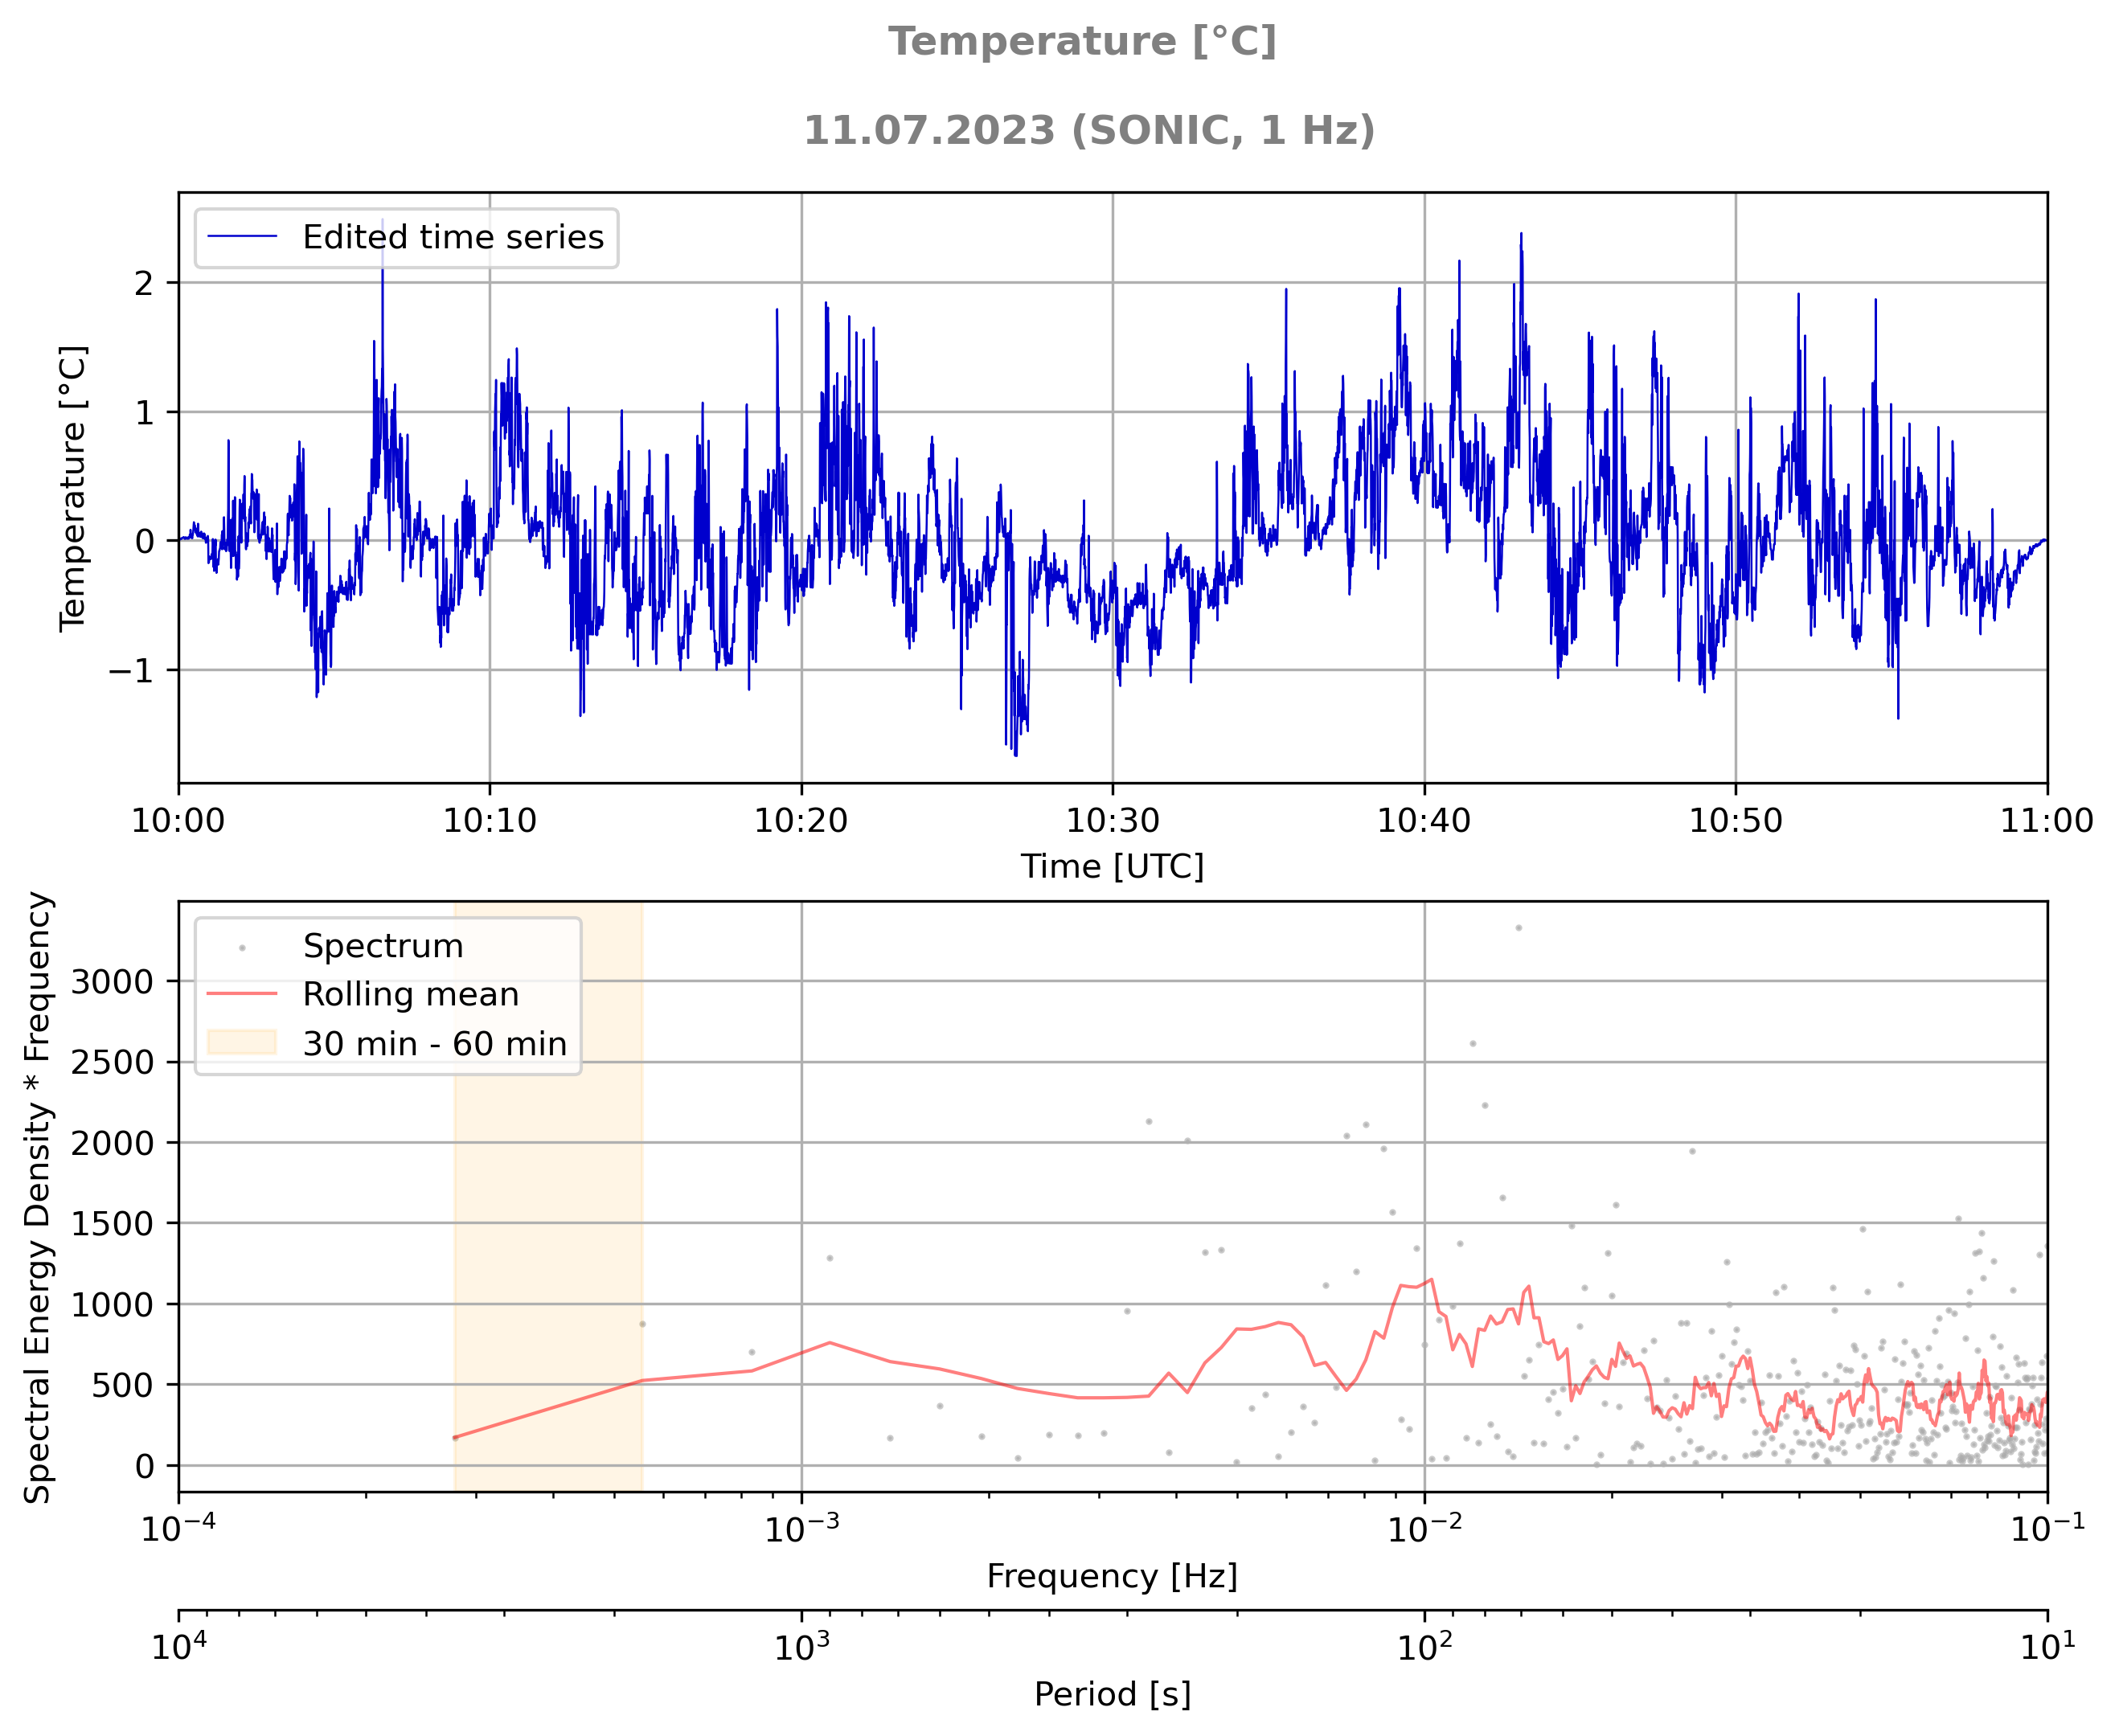 Temperature [°C]
11.07.2023 (SONIC, 1 Hz)
Edited time series
Temperature [°C]
2
1
0
−1
10:00 10:10 10:20 10:30 10:40 10:50 11:00
Time [UTC]
Spectrum
Rolling mean
30 min - 60 min
Spectral Energy Density * Frequency
3000
2500
2000
1500
1000
500
0
10⁻⁴ 10⁻³ 10⁻² 10⁻¹
Frequency [Hz]
10⁴ 10³ 10² 10¹
Period [s]